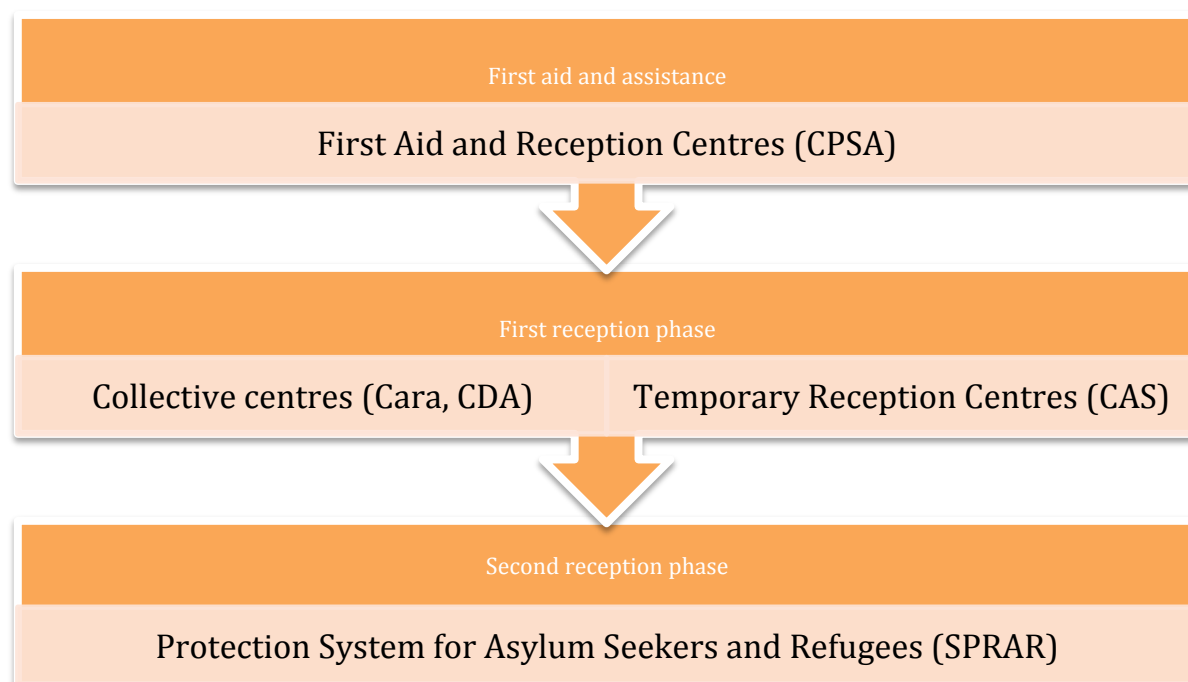 First aid and assistance
First Aid and Reception Centres (CPSA)
First reception phase
Collective centres (Cara, CDA)
Temporary Reception Centres (CAS)
Second reception phase
Protection System for Asylum Seekers and Refugees (SPRAR)